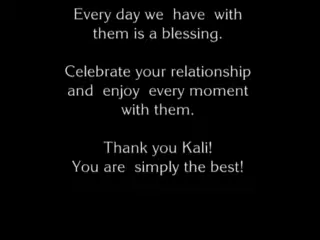 Every day we have with
them is a blessing.
Celebrate your relationship
and enjoy every moment
with them.
Thank you Kali!
You are simply the best!